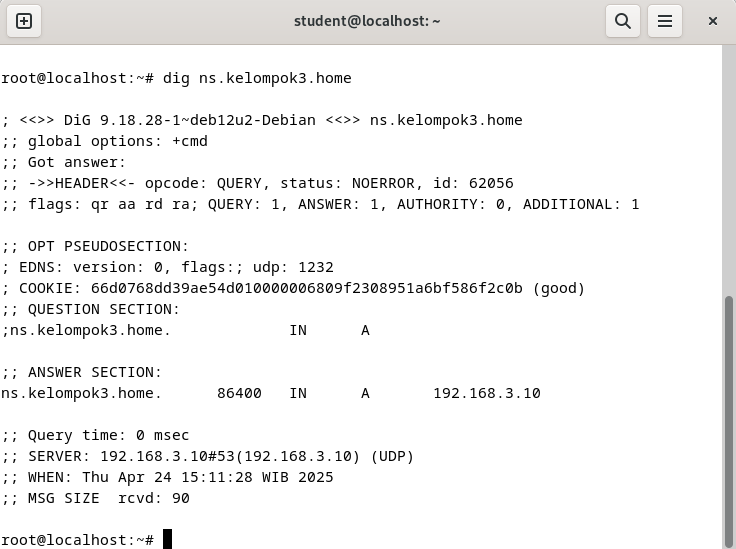 student@localhost: ~
root@localhost:~# dig ns.kelompok3.home
; <<>> DiG 9.18.28-1~deb12u2-Debian <<>> ns.kelompok3.home
;; global options: +cmd
;; Got answer:
;; ->>HEADER<<- opcode: QUERY, status: NOERROR, id: 62056
;; flags: qr aa rd ra; QUERY: 1, ANSWER: 1, AUTHORITY: 0, ADDITIONAL: 1
;; OPT PSEUDOSECTION:
; EDNS: version: 0, flags:; udp: 1232
; COOKIE: 66d0768dd39ae54d010000006809f2308951a6bf586f2c0b (good)
;; QUESTION SECTION:
;ns.kelompok3.home.             IN      A
;; ANSWER SECTION:
ns.kelompok3.home.      86400   IN      A       192.168.3.10
;; Query time: 0 msec
;; SERVER: 192.168.3.10#53(192.168.3.10) (UDP)
;; WHEN: Thu Apr 24 15:11:28 WIB 2025
;; MSG SIZE  rcvd: 90
root@localhost:~#